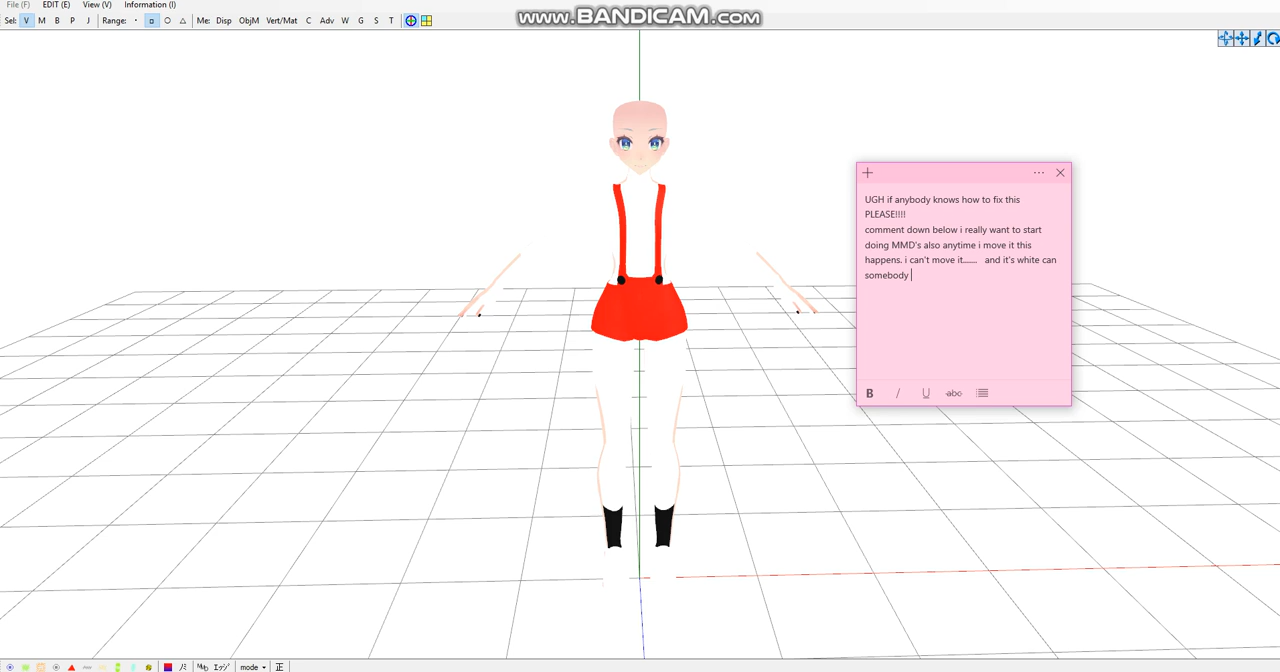 File (F) EDIT (E) View (V) Information (I)
www.BANDICAM.com
Sel: V M B P J Range: Me: Disp ObjM Vert/Mat C Adv W G S T
UGH if anybody knows how to fix this
PLEASE!!!!
comment down below i really want to start
doing MMD's also anytime i move it this
happens. i can't move it....... and it's white can
somebody
B / U abc
mode 正